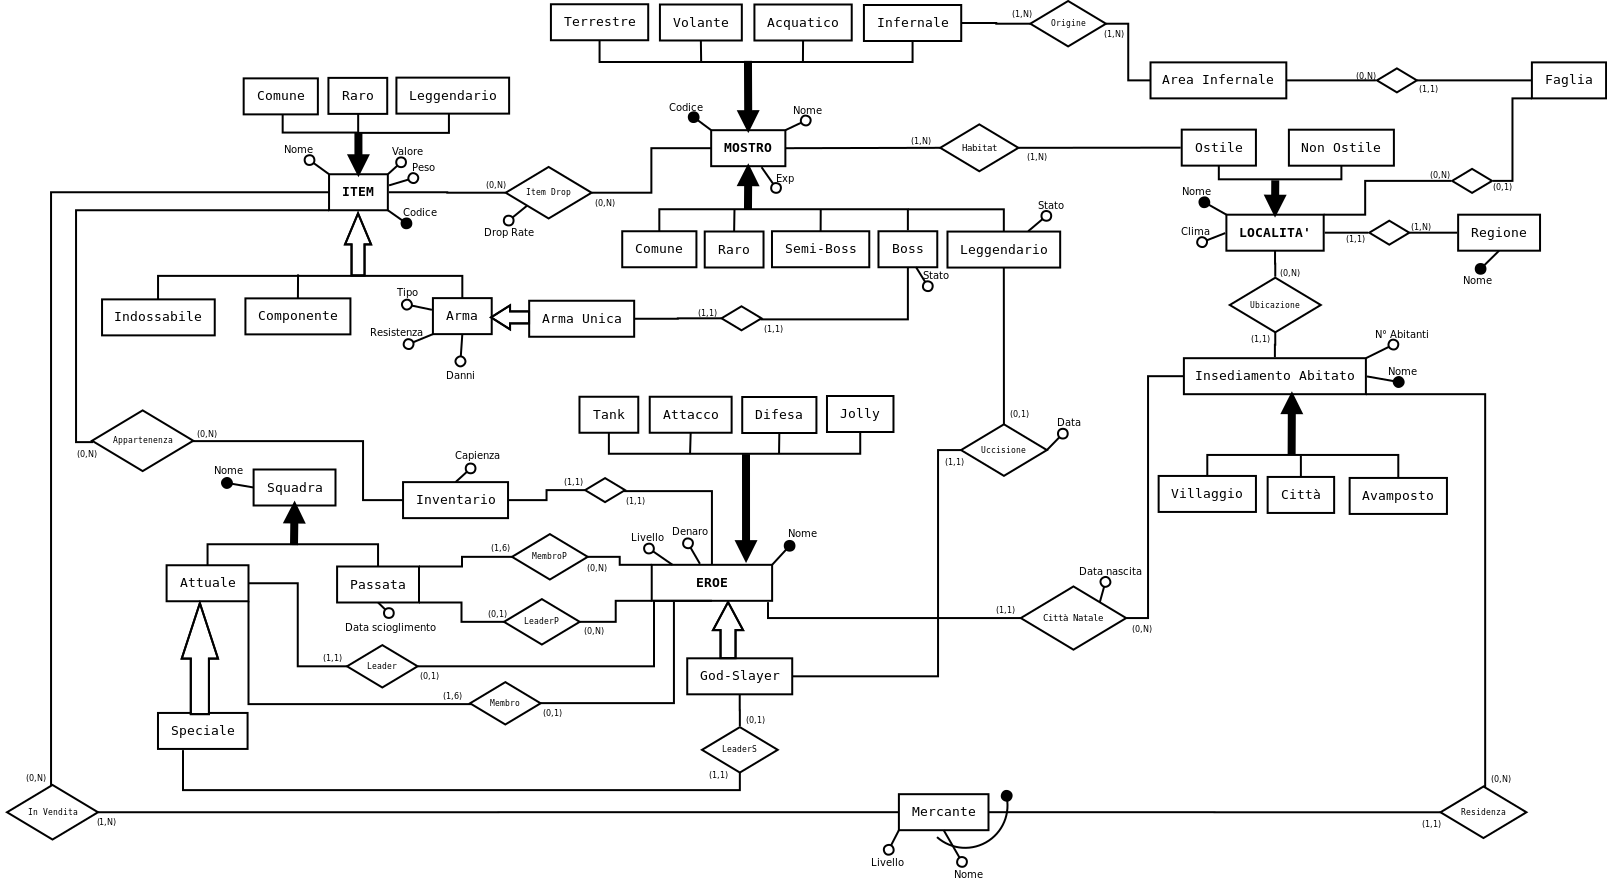 Terrestre
Volante
Acquatico
Infernale
(1,N)
Origine
(1,N)
Area Infernale
(0,N)
(1,1)
Faglia
Comune
Raro
Leggendario
Codice
Nome
MOSTRO
Exp
(1,N)
Habitat
(1,N)
Ostile
Non Ostile
(0,N)
(0,1)
Nome
Valore
Peso
ITEM
Codice
(0,N)
Item Drop
(0,N)
Drop Rate
Nome
Clima
LOCALITA'
(1,1)
(1,N)
Regione
Nome
Comune
Raro
Semi-Boss
Boss
Stato
Leggendario
Stato
(0,N)
Ubicazione
(1,1)
Indossabile
Componente
Tipo
Resistenza
Arma
Danni
Arma Unica
(1,1)
(1,1)
N° Abitanti
Insediamento Abitato
Nome
Tank
Attacco
Difesa
Jolly
(0,1)
Data
Uccisione
(1,1)
Appartenenza
(0,N)
(0,N)
Nome
Squadra
Capienza
Inventario
(1,1)
(1,1)
Villaggio
Città
Avamposto
Livello
Denaro
Nome
EROE
(1,6)
MembroP
(0,N)
Attuale
Passata
Data scioglimento
(0,1)
LeaderP
(0,N)
Data nascita
(1,1)
Città Natale
(0,N)
(1,1)
Leader
(0,1)
God-Slayer
(1,6)
Membro
(0,1)
Speciale
(0,1)
LeaderS
(1,1)
(0,N)
In Vendita
(1,N)
Mercante
Livello
Nome
(0,N)
Residenza
(1,1)